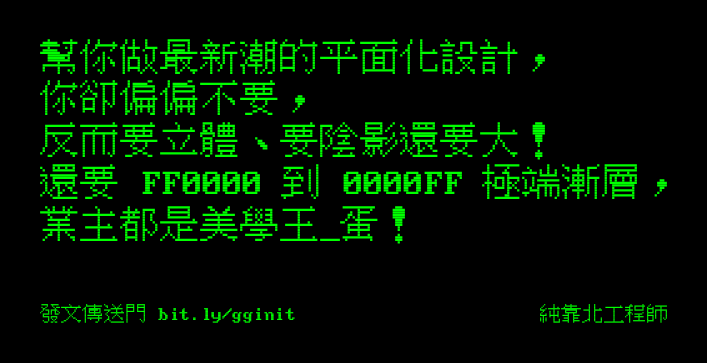 幫你做最新潮的平面化設計，
你卻偏偏不要，
反而要立體、要陰影還要大！
還要 FF0000 到 0000FF 極端漸層，
業主都是美學王_蛋！
發文傳送門 bit.ly/gginit
純靠北工程師